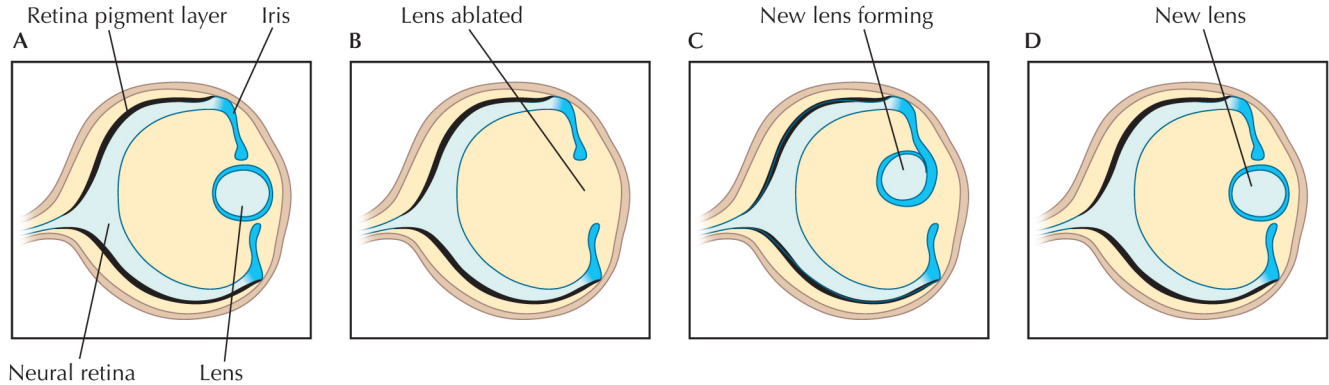 Retina pigment layer Iris Lens ablated New lens forming New lens
A B C D
Neural retina Lens